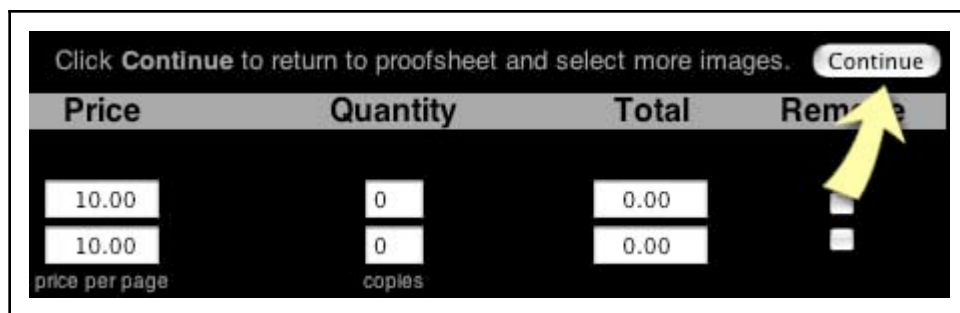 Click Continue to return to proofsheet and select more images. Continue
Price Quantity Total Remove
10.00 0 0.00
10.00 0 0.00
price per page copies